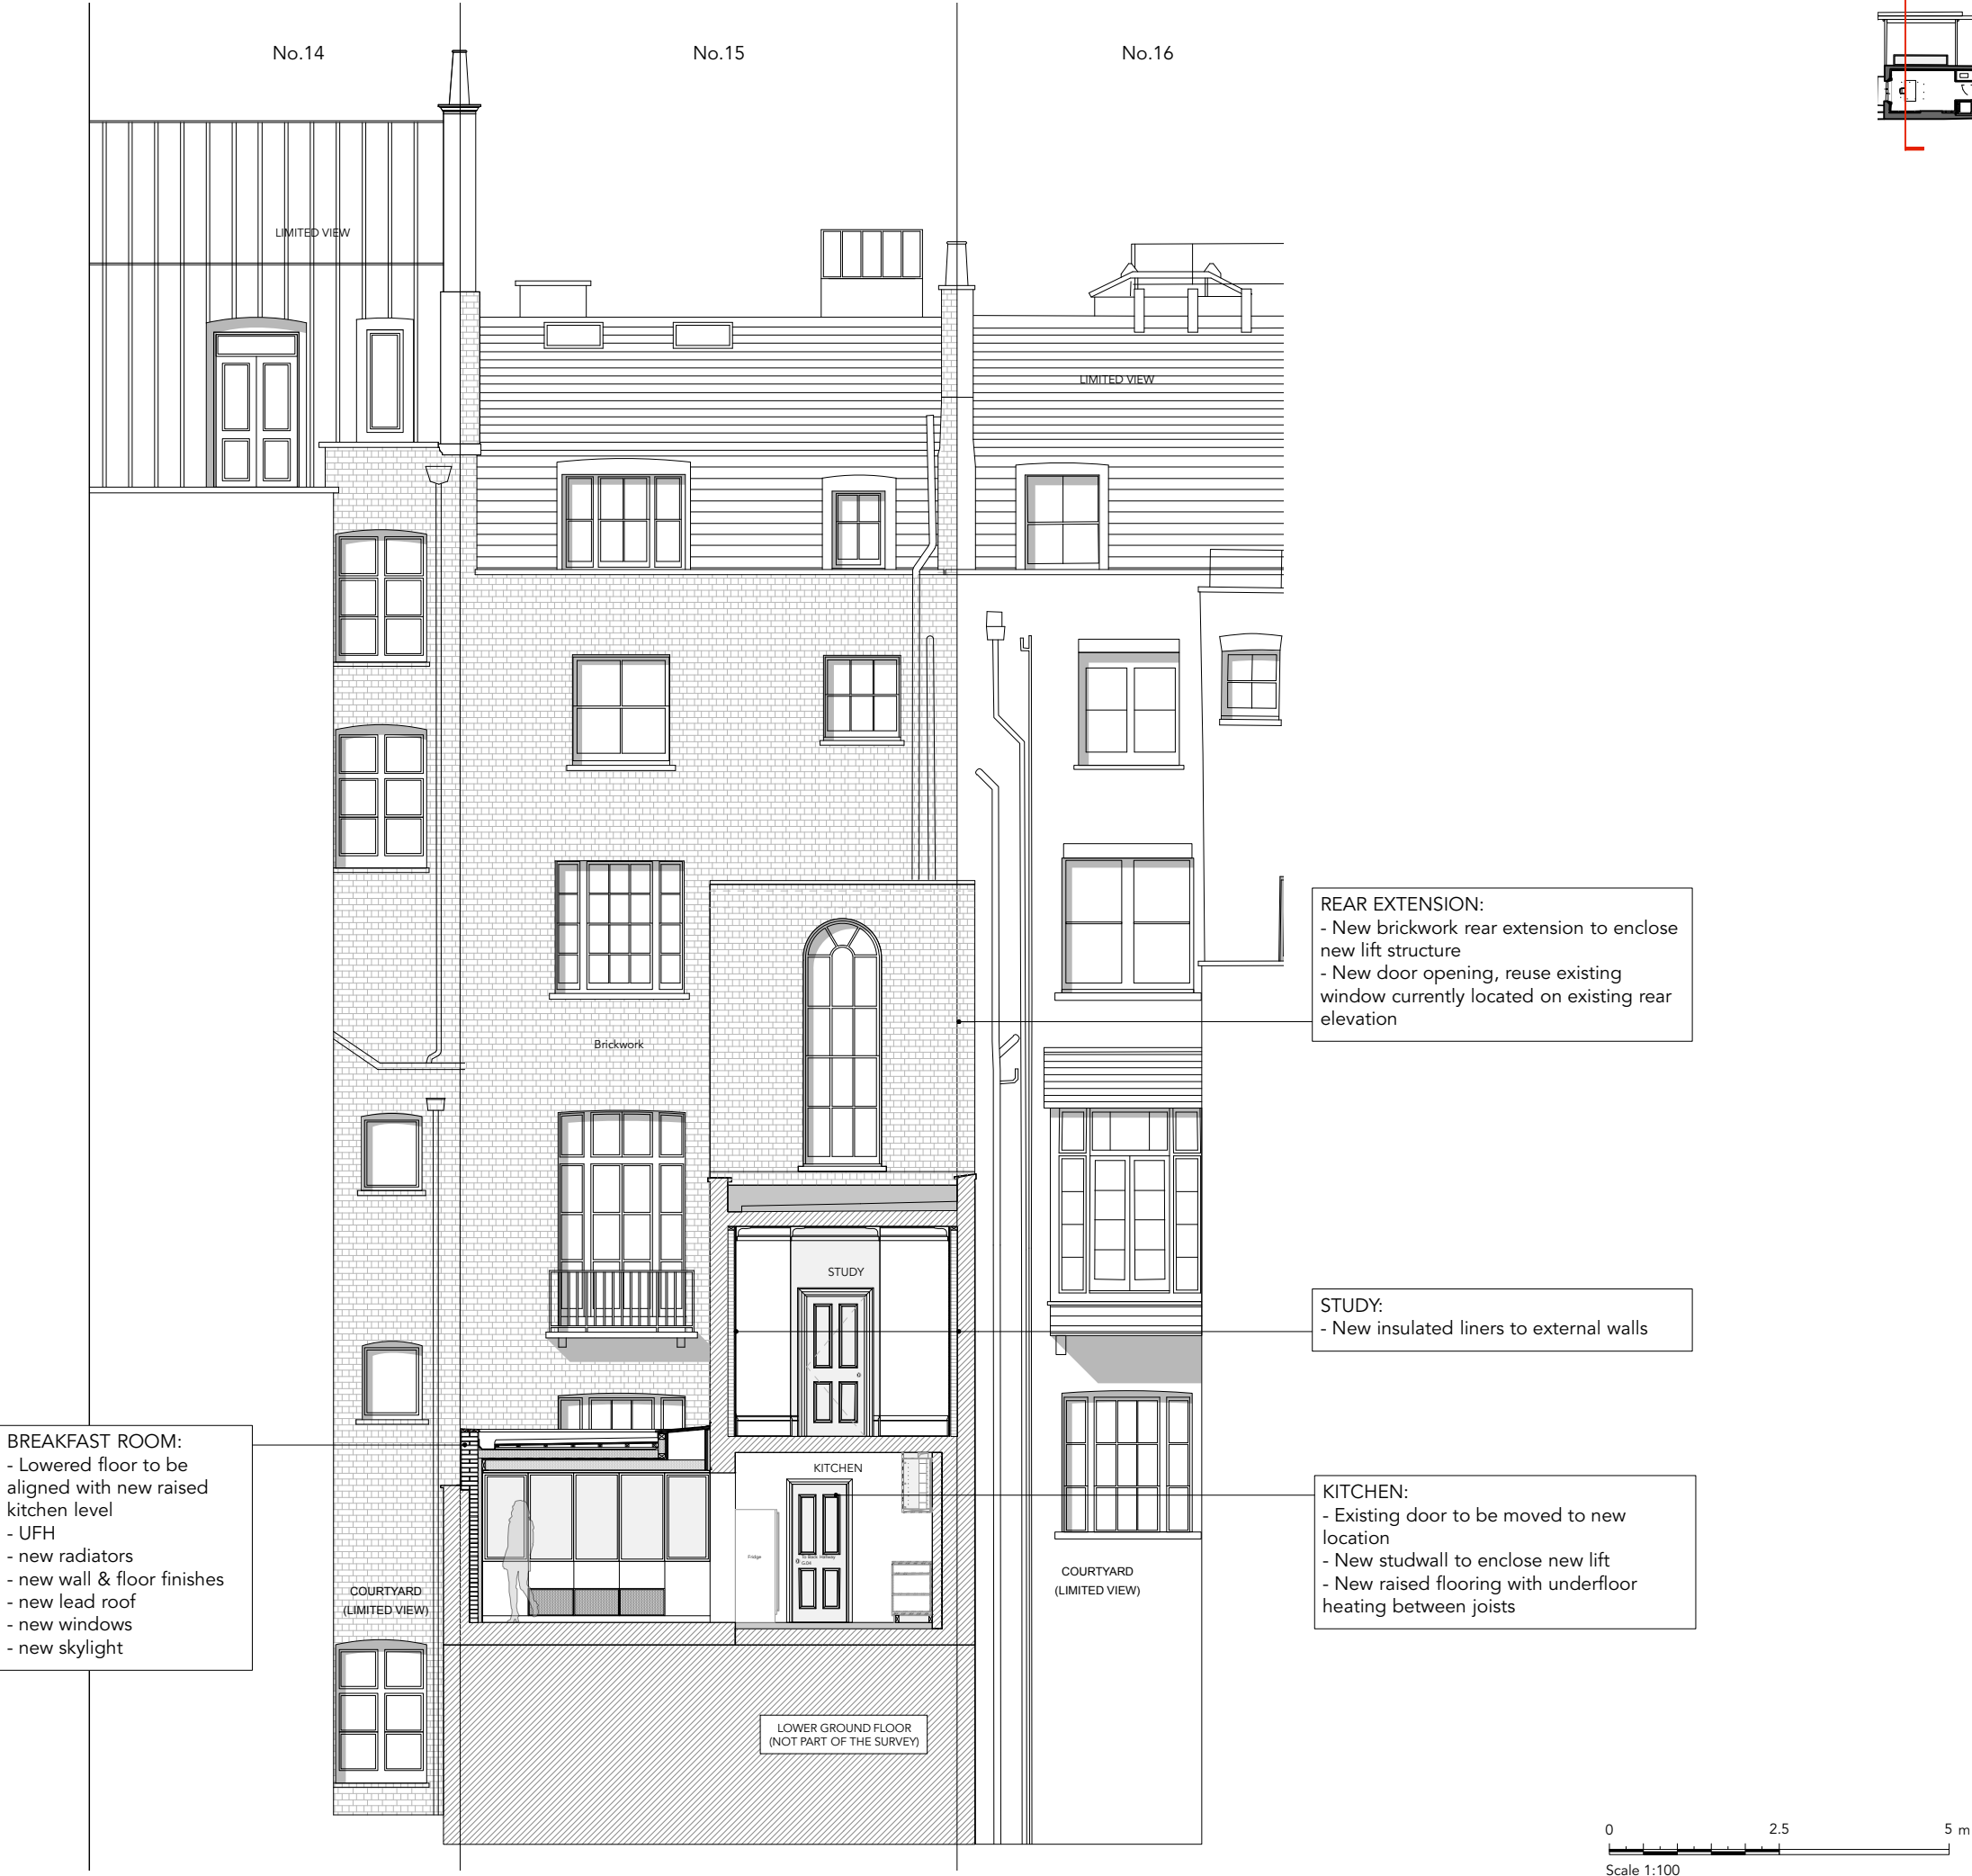 No.14
No.15
No.16
LIMITED VIEW
LIMITED VIEW
REAR EXTENSION:
- New brickwork rear extension to enclose
new lift structure
- New door opening, reuse existing
window currently located on existing rear
elevation
Brickwork
STUDY
STUDY:
- New insulated liners to external walls
BREAKFAST ROOM:
- Lowered floor to be
aligned with new raised
kitchen level
- UFH
- new radiators
- new wall & floor finishes
- new lead roof
- new windows
- new skylight
KITCHEN
KITCHEN:
- Existing door to be moved to new
location
- New studwall to enclose new lift
- New raised flooring with underfloor
heating between joists
Fridge
COURTYARD
(LIMITED VIEW)
COURTYARD
(LIMITED VIEW)
LOWER GROUND FLOOR
(NOT PART OF THE SURVEY)
0 2.5 5 m
Scale 1:100